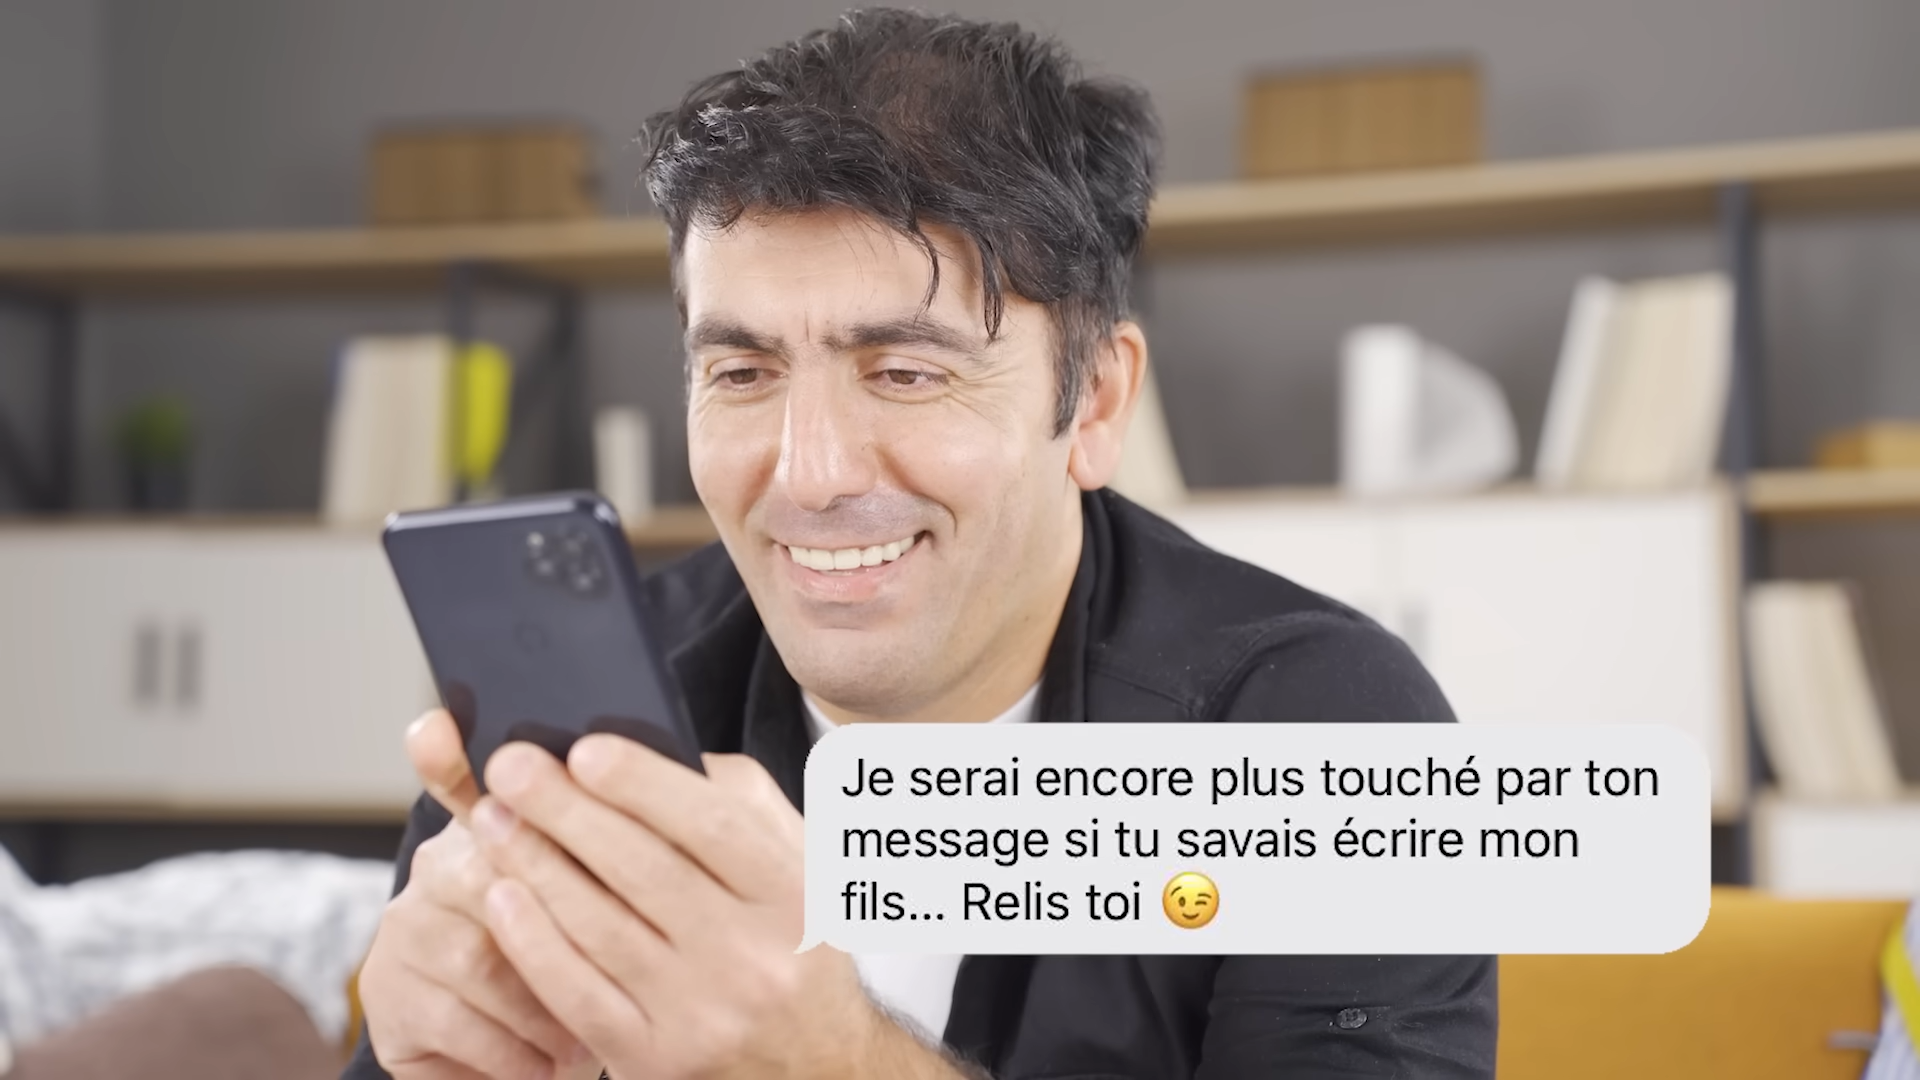 Je serai encore plus touché par ton
message si tu savais écrire mon
fils... Relis toi 😉